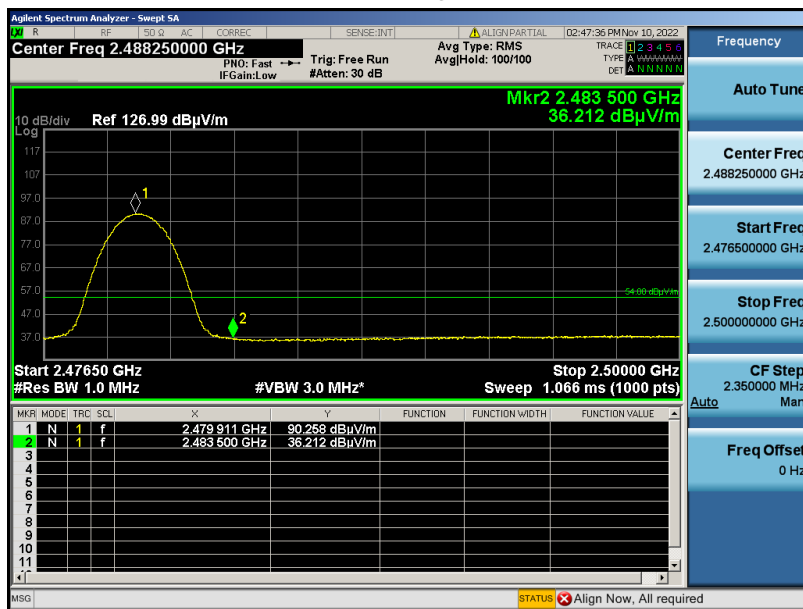 Agilent Spectrum Analyzer - Swept SA
LXI R RF 50 Ω AC CORREC SENSE:INT ALIGN PARTIAL 02:47:36 PM Nov 10, 2022
Center Freq 2.488250000 GHz
PNO: Fast
IFGain:Low
Trig: Free Run
#Atten: 30 dB
Avg Type: RMS
Avg|Hold: 100/100
TRACE 1 2 3 4 5 6
TYPE A WWWWW
DET A N N N N N
Mkr2 2.483 500 GHz
36.212 dBµV/m
10 dB/div Ref 126.99 dBµV/m
Log
117
107
97.0
87.0
77.0
67.0
57.0
47.0
37.0
1
2
54.00 dBµV/m
Start 2.47650 GHz Stop 2.50000 GHz
#Res BW 1.0 MHz #VBW 3.0 MHz* Sweep 1.066 ms (1000 pts)
MKR MODE TRC SCL X Y FUNCTION FUNCTION WIDTH FUNCTION VALUE
1 N 1 f 2.479 911 GHz 90.258 dBµV/m
2 N 1 f 2.483 500 GHz 36.212 dBµV/m
3
4
5
6
7
8
9
10
11
MSG STATUS Align Now, All required
Frequency
Auto Tune
Center Freq
2.488250000 GHz
Start Freq
2.476500000 GHz
Stop Freq
2.500000000 GHz
CF Step
2.350000 MHz
Auto Man
Freq Offset
0 Hz